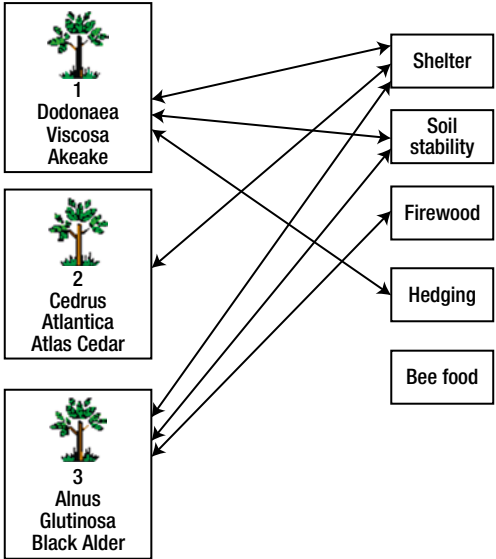 1
Dodonaea
Viscosa
Akeake
2
Cedrus
Atlantica
Atlas Cedar
3
Alnus
Glutinosa
Black Alder
Shelter
Soil
stability
Firewood
Hedging
Bee food